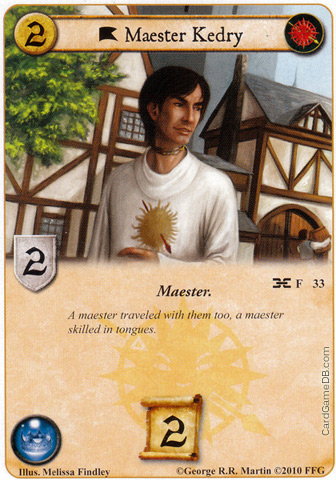 2
Maester Kedry
2
F 33
Maester.
A maester traveled with them too, a maester
skilled in tongues.
2
Illus. Melissa Findley
©George R.R. Martin ©2010 FFG
CardGameDB.com